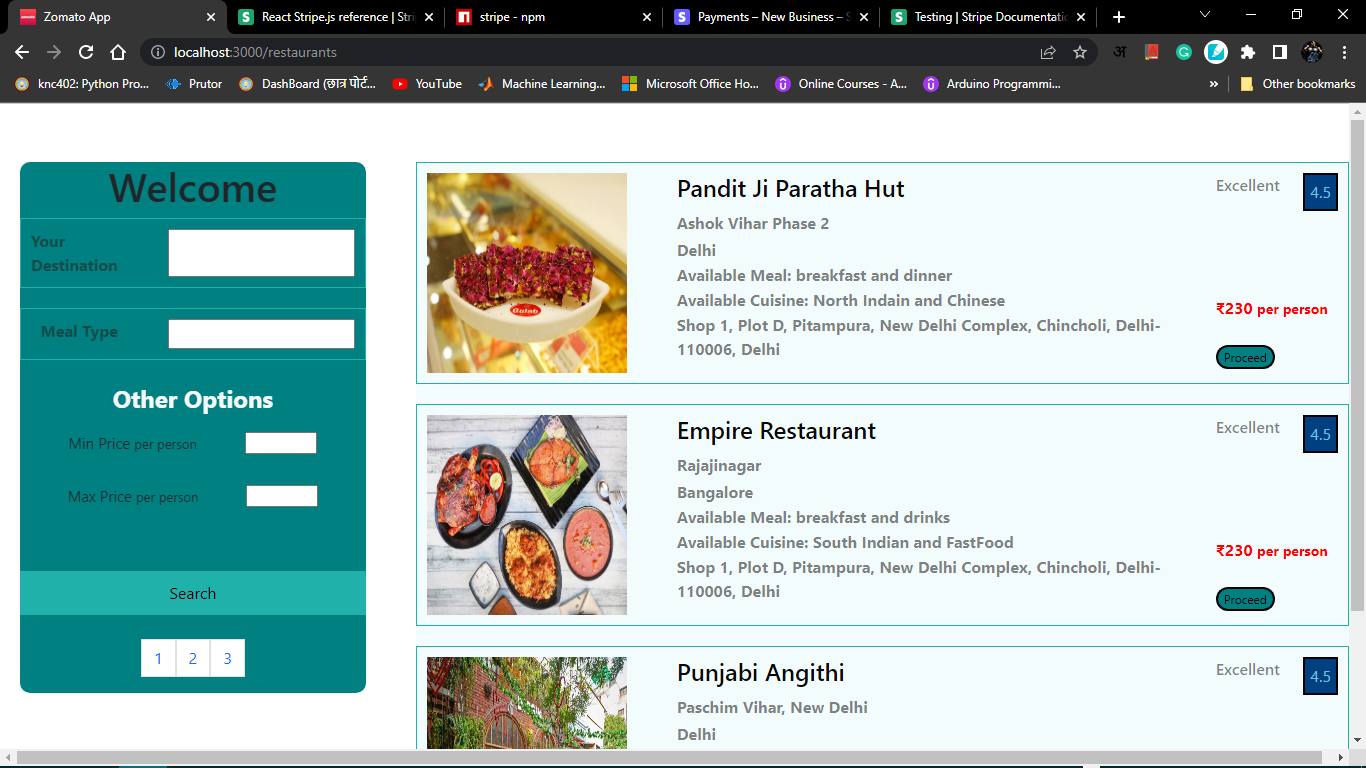 Zomato App
React Stripe.js reference | Stri
stripe - npm
Payments – New Business – S
Testing | Stripe Documentatic
localhost:3000/restaurants
अ
knc402: Python Pro...
Prutor
DashBoard (छात्र पोर्ट...
YouTube
Machine Learning...
Microsoft Office Ho...
Online Courses - A...
Arduino Programmi...
»
Other bookmarks
Welcome
Your
Destination
Meal Type
Other Options
Min Price per person
Max Price per person
Search
1 2 3
Pandit Ji Paratha Hut
Ashok Vihar Phase 2
Delhi
Available Meal: breakfast and dinner
Available Cuisine: North Indain and Chinese
Shop 1, Plot D, Pitampura, New Delhi Complex, Chincholi, Delhi-
110006, Delhi
Excellent 4.5
₹230 per person
Proceed
Gulab
Empire Restaurant
Rajajinagar
Bangalore
Available Meal: breakfast and drinks
Available Cuisine: South Indian and FastFood
Shop 1, Plot D, Pitampura, New Delhi Complex, Chincholi, Delhi-
110006, Delhi
Excellent 4.5
₹230 per person
Proceed
Punjabi Angithi
Paschim Vihar, New Delhi
Delhi
Excellent 4.5